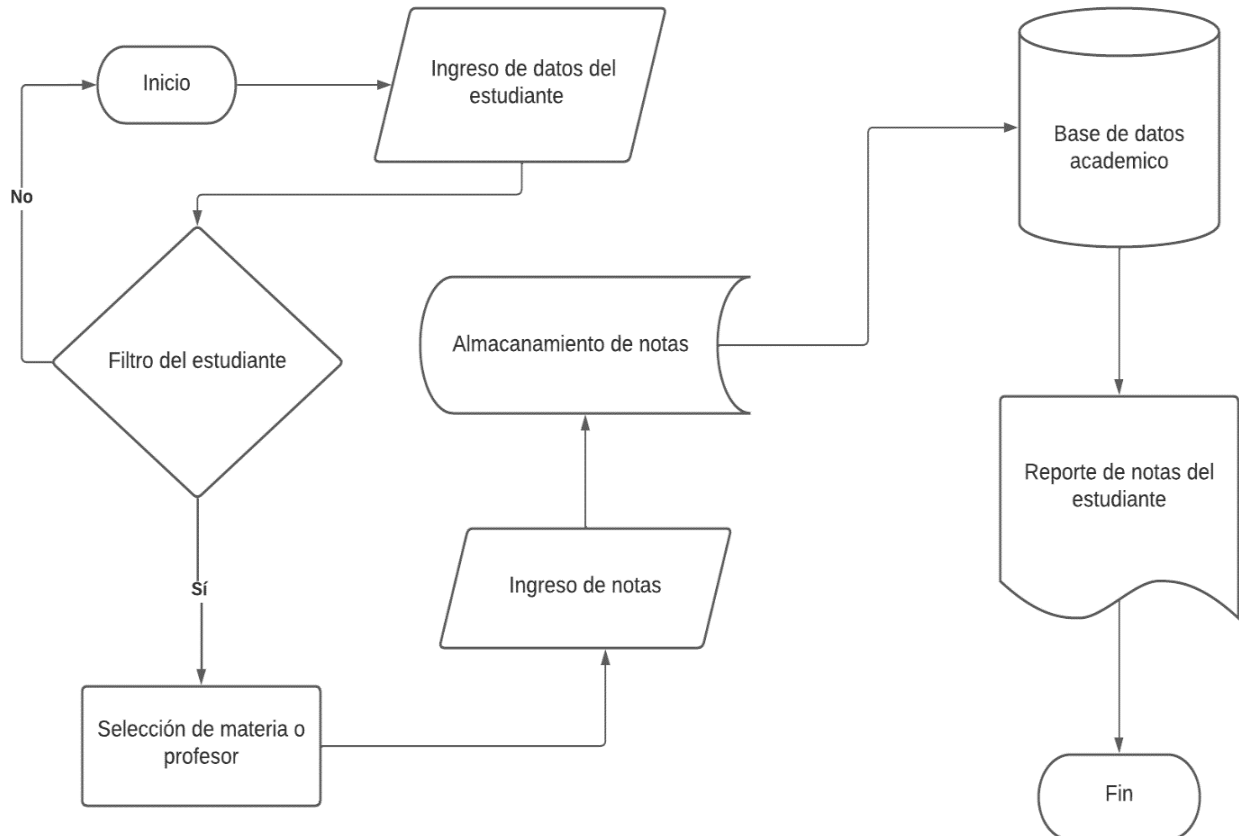 Inicio
Ingreso de datos del
estudiante
No
Filtro del estudiante
Sí
Selección de materia o
profesor
Ingreso de notas
Almacanamiento de notas
Base de datos
academico
Reporte de notas del
estudiante
Fin